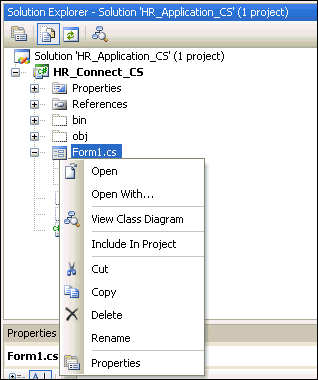 Solution Explorer - Solution 'HR_Application_CS' (1 project)
Solution 'HR_Application_CS' (1 project)
HR_Connect_CS
Properties
References
bin
obj
Form1.cs
Open
Open With...
View Class Diagram
Include In Project
Cut
Copy
Delete
Rename
Properties
Properties
Form1.cs